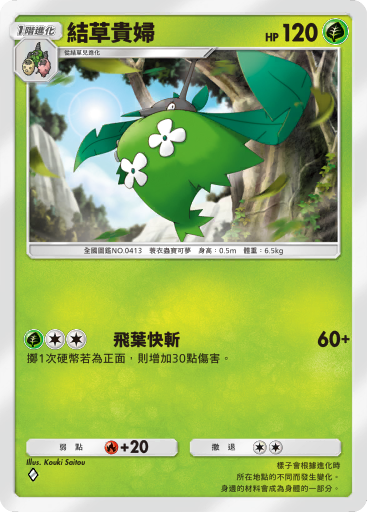 1階進化 結草貴婦 HP 120
從結草兒進化
全國圖鑑NO.0413 蓑衣蟲寶可夢 身高：0.5m 體重：6.5kg
飛葉快斬 60+
擲1次硬幣若為正面，則增加30點傷害。
弱點 +20 撤退
Illus. Kouki Saitou
樣子會根據進化時
所在地點的不同而發生變化。
身邊的材料會成為身體的一部分。